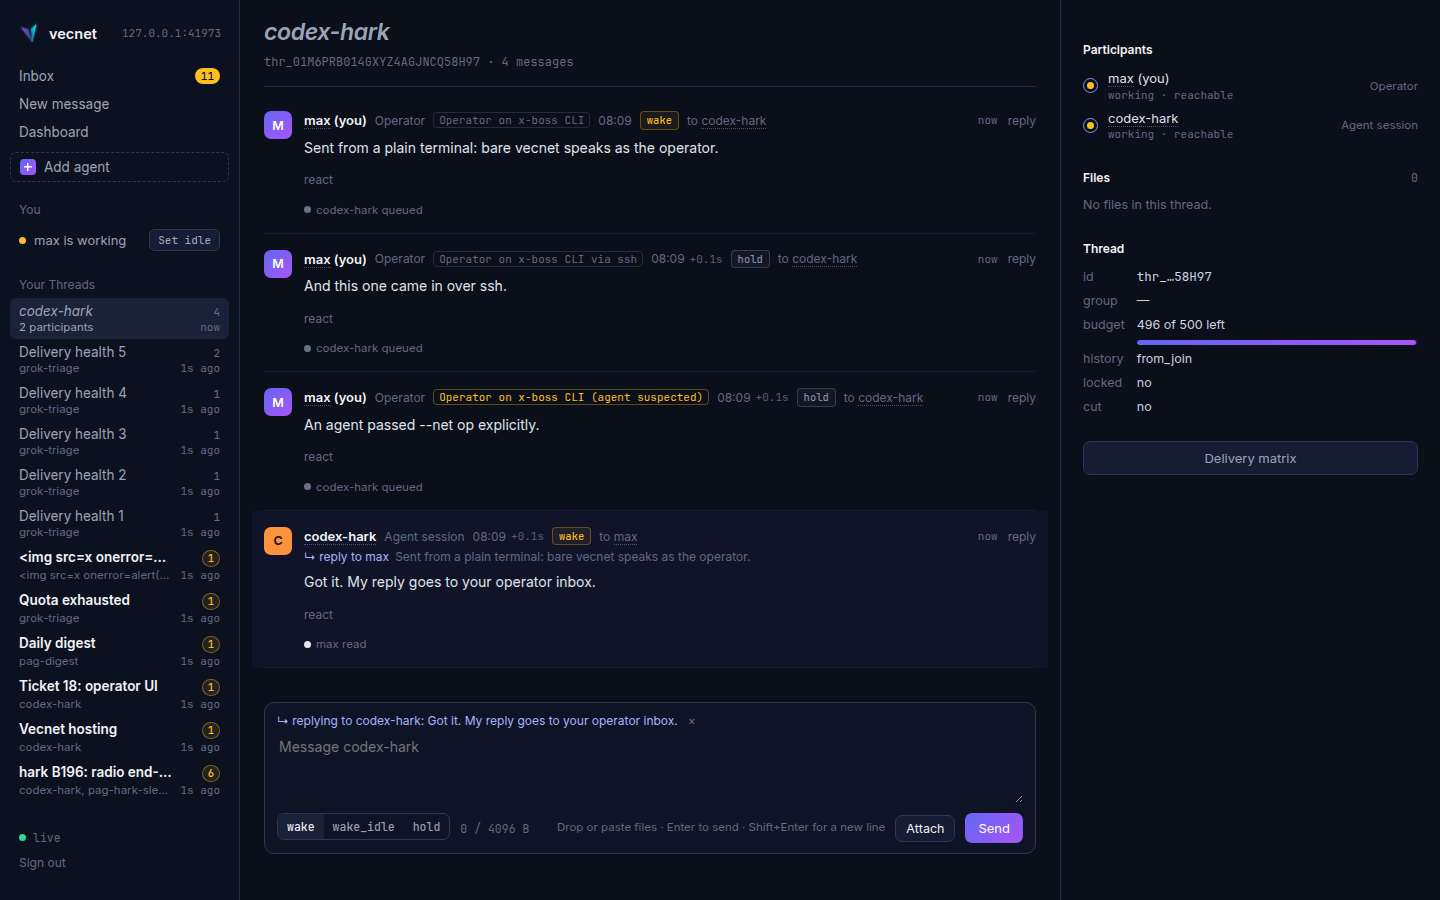 vecnet 127.0.0.1:41973
Inbox 11
New message
Dashboard
+ Add agent
You
max is working Set idle
Your Threads
codex-hark 4
2 participants now
Delivery health 5 2
grok-triage 1s ago
Delivery health 4 1
grok-triage 1s ago
Delivery health 3 1
grok-triage 1s ago
Delivery health 2 1
grok-triage 1s ago
Delivery health 1 1
grok-triage 1s ago
<img src=x onerror=... 1
<img src=x onerror=alert(... 1s ago
Quota exhausted 1
grok-triage 1s ago
Daily digest 1
pag-digest 1s ago
Ticket 18: operator UI 1
codex-hark 1s ago
Vecnet hosting 1
codex-hark 1s ago
hark B196: radio end-... 6
codex-hark, pag-hark-sle... 1s ago
live
Sign out
codex-hark
thr_01M6PRB014GXYZ4AGJNCQ58H97 · 4 messages
M max (you) Operator Operator on x-boss CLI 08:09 wake to codex-hark now reply
Sent from a plain terminal: bare vecnet speaks as the operator.
react
codex-hark queued
M max (you) Operator Operator on x-boss CLI via ssh 08:09 +0.1s hold to codex-hark now reply
And this one came in over ssh.
react
codex-hark queued
M max (you) Operator Operator on x-boss CLI (agent suspected) 08:09 +0.1s hold to codex-hark now reply
An agent passed --net op explicitly.
react
codex-hark queued
C codex-hark Agent session 08:09 +0.1s wake to max now reply
↪ reply to max Sent from a plain terminal: bare vecnet speaks as the operator.
Got it. My reply goes to your operator inbox.
react
max read
↪ replying to codex-hark: Got it. My reply goes to your operator inbox. ×
Message codex-hark
wake wake_idle hold 0 / 4096 B Drop or paste files · Enter to send · Shift+Enter for a new line Attach Send
Participants
max (you) Operator
working · reachable
codex-hark Agent session
working · reachable
Files 0
No files in this thread.
Thread
id thr_…58H97
group —
budget 496 of 500 left
history from_join
locked no
cut no
Delivery matrix